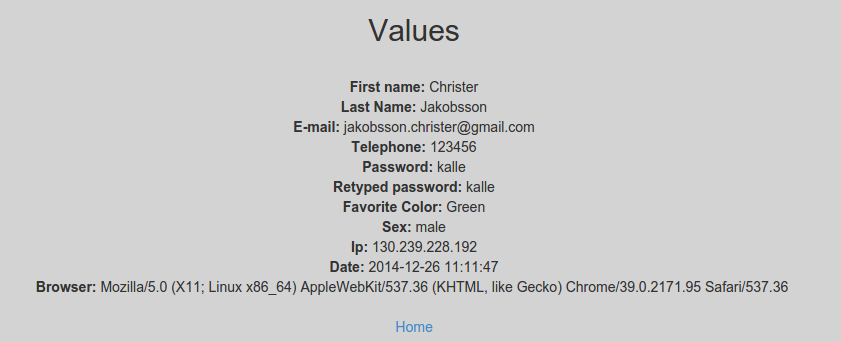 Values
First name: Christer
Last Name: Jakobsson
E-mail: jakobsson.christer@gmail.com
Telephone: 123456
Password: kalle
Retyped password: kalle
Favorite Color: Green
Sex: male
Ip: 130.239.228.192
Date: 2014-12-26 11:11:47
Browser: Mozilla/5.0 (X11; Linux x86_64) AppleWebKit/537.36 (KHTML, like Gecko) Chrome/39.0.2171.95 Safari/537.36
Home